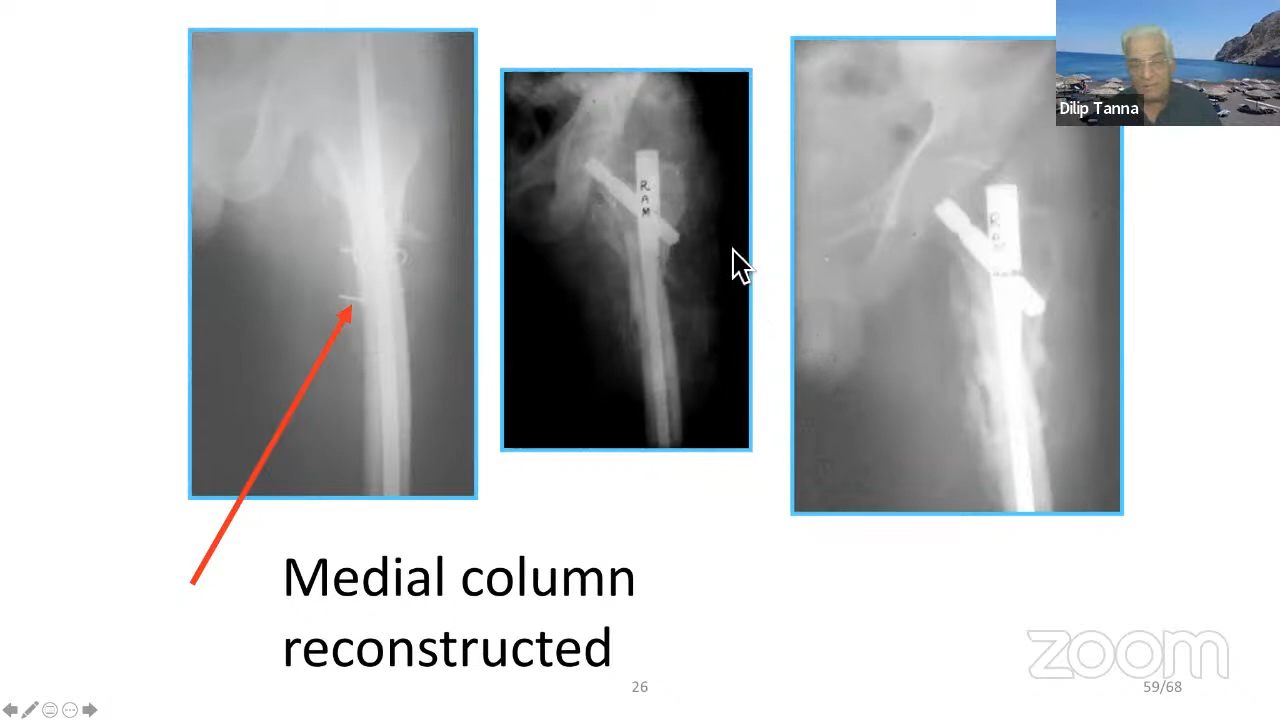 Dilip Tanna
R
A
M
R
Medial column
reconstructed
zoom
26
59/68